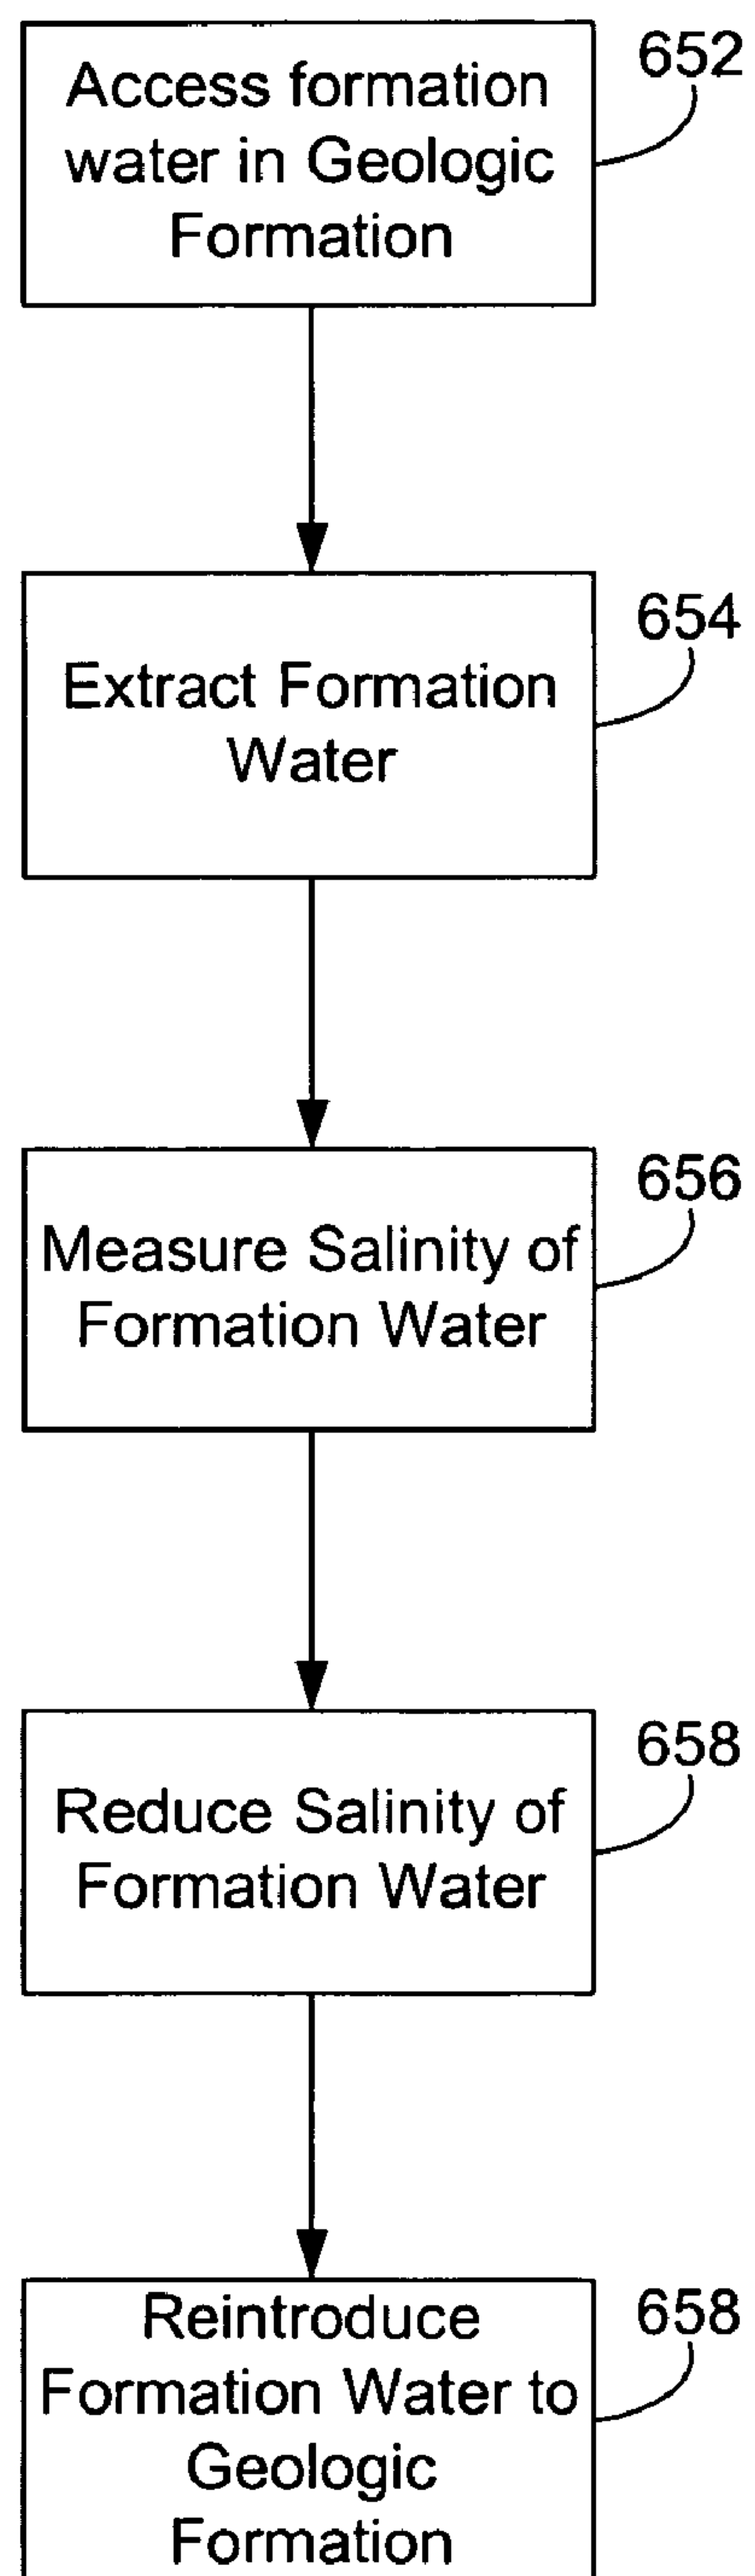 Access formation
water in Geologic
Formation
652
Extract Formation
Water
654
Measure Salinity of
Formation Water
656
Reduce Salinity of
Formation Water
658
Reintroduce
Formation Water to
Geologic
Formation
658